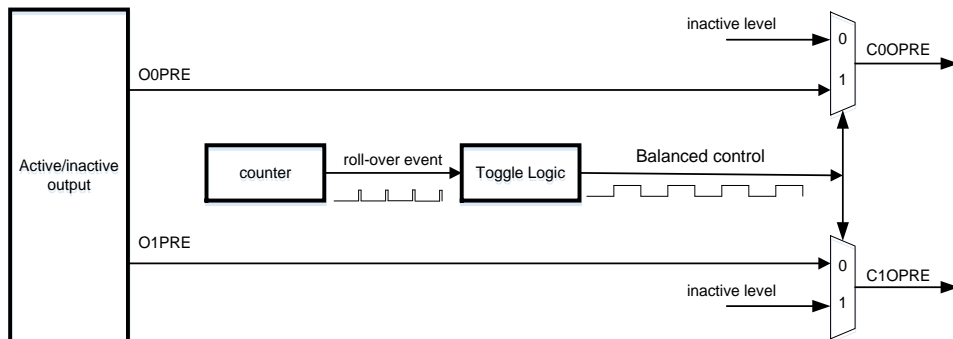 inactive level
0
C0OPRE
O0PRE
1
Active/inactive
output
counter
roll-over event
Toggle Logic
Balanced control
O1PRE
0
C1OPRE
inactive level
1